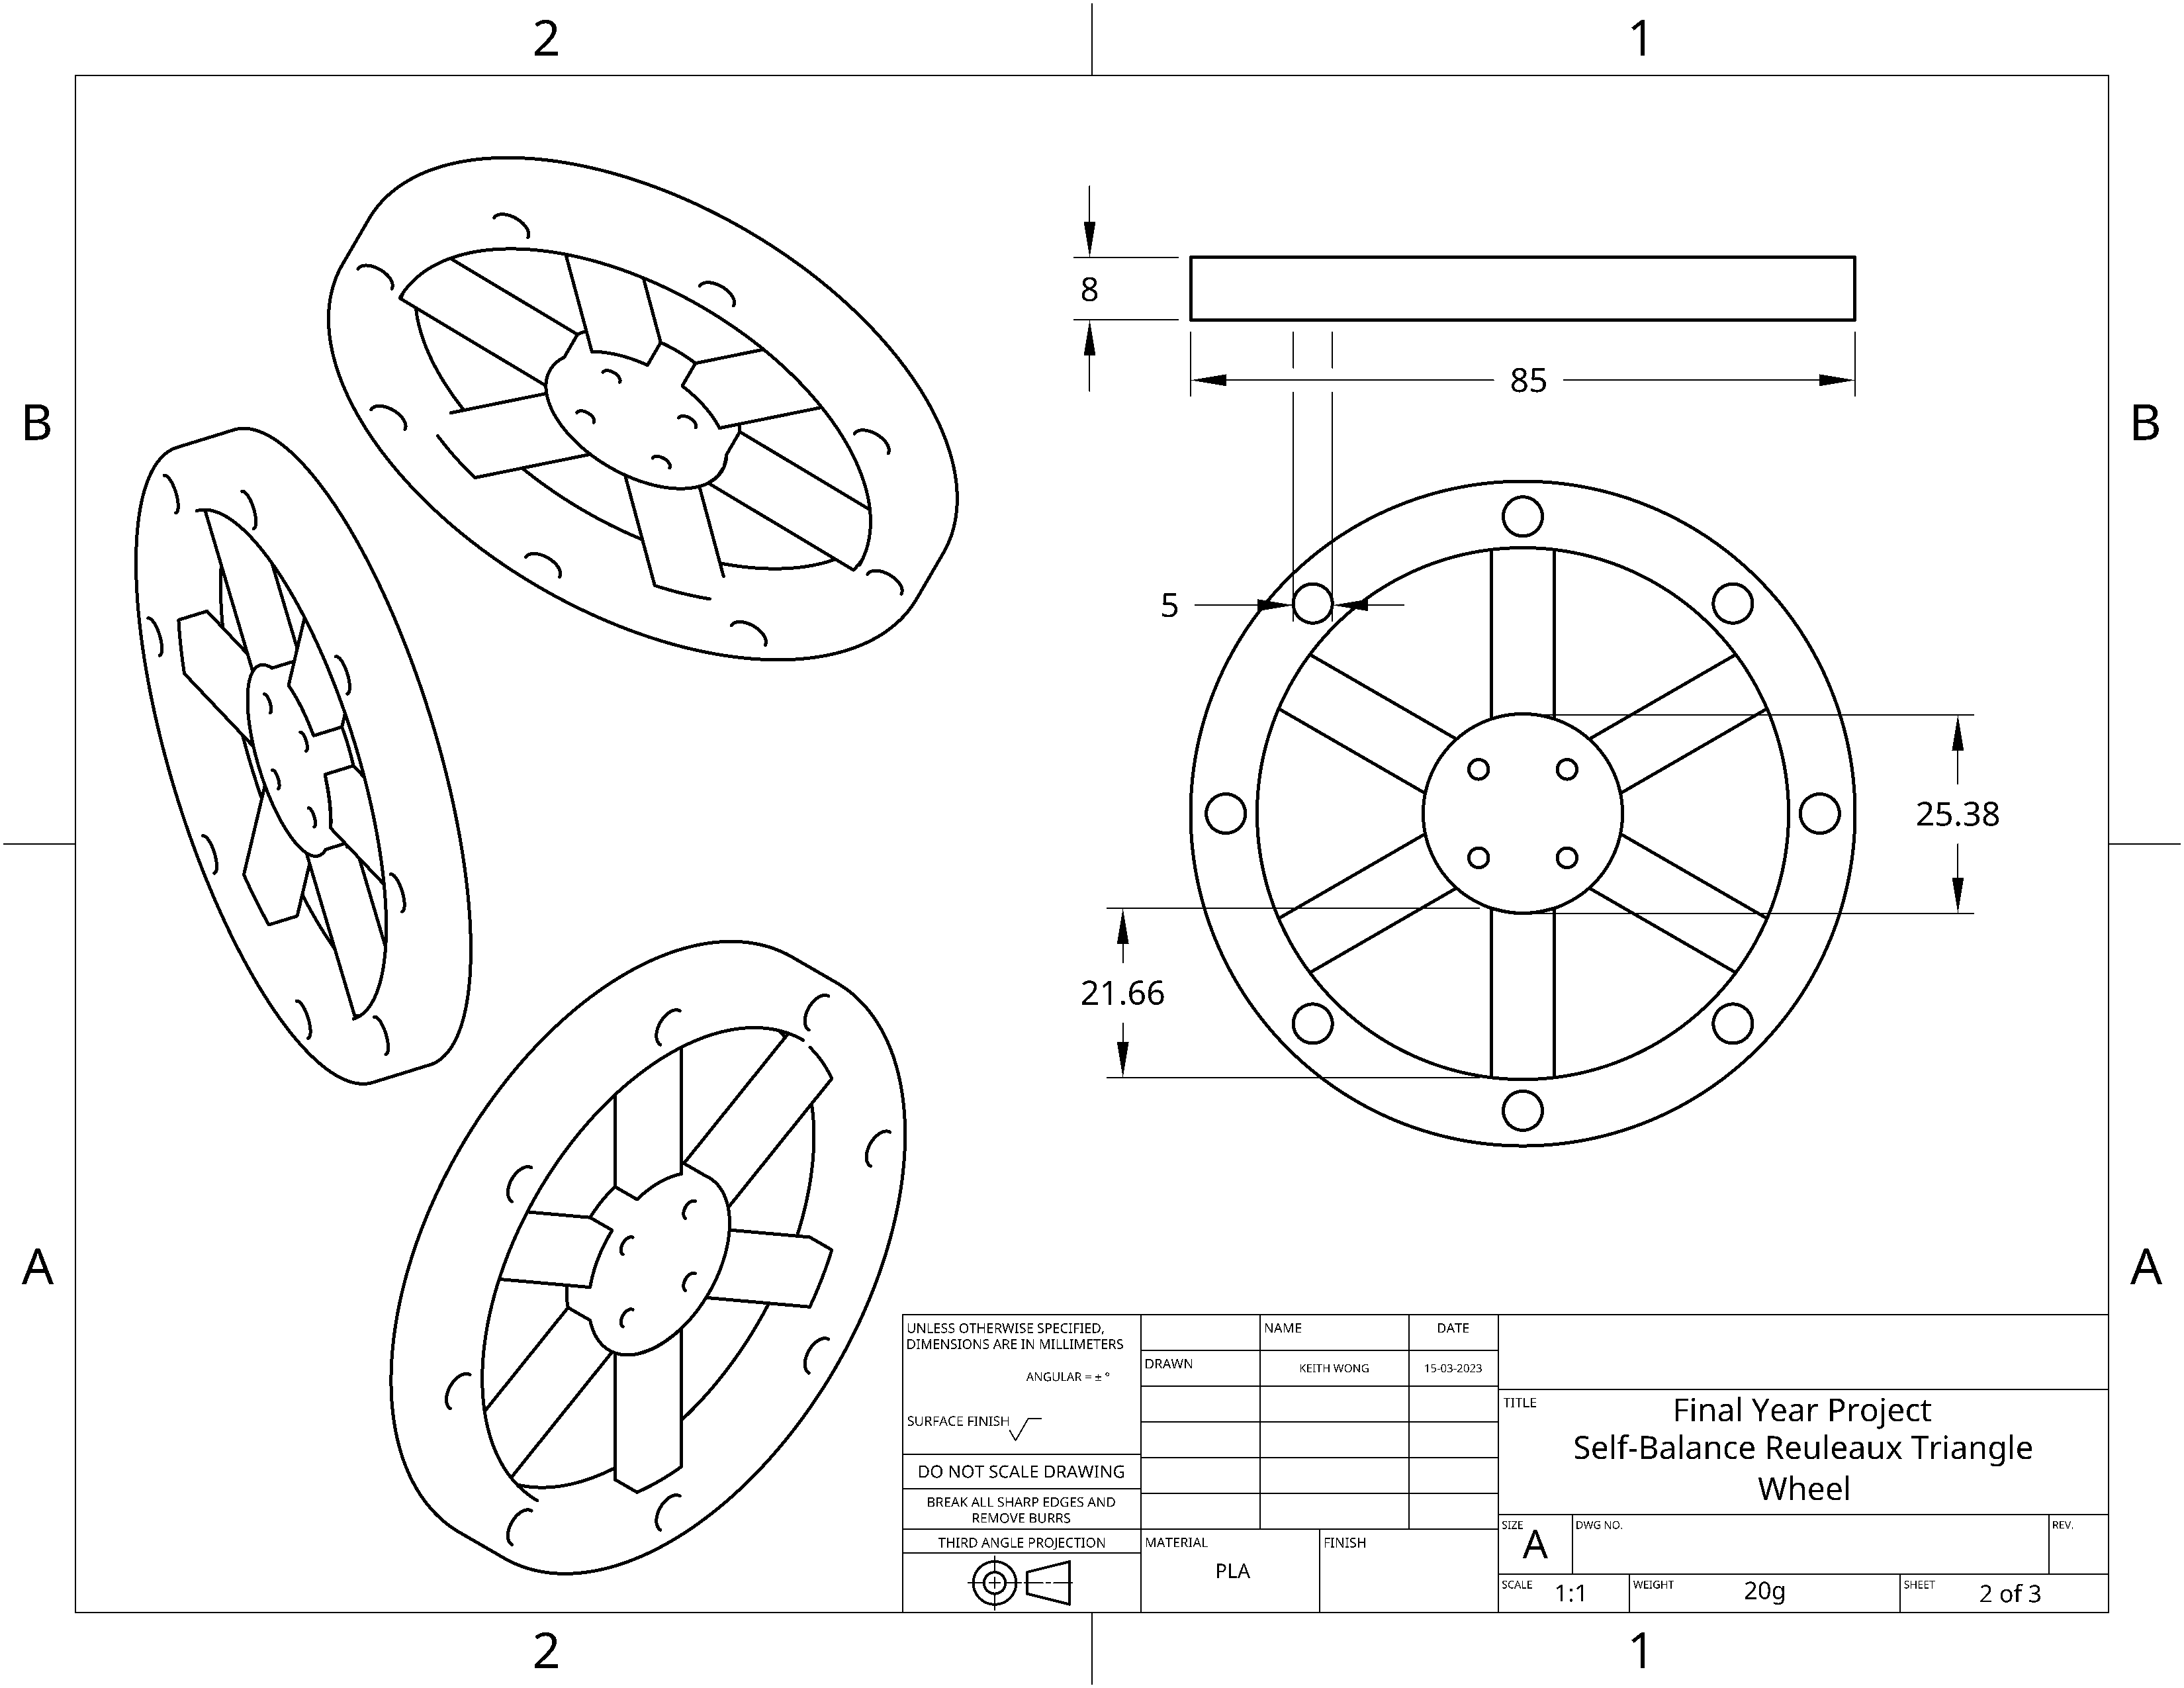 2
1
B
B
8
85
5
25.38
21.66
A
A
UNLESS OTHERWISE SPECIFIED,
DIMENSIONS ARE IN MILLIMETERS
ANGULAR = ± °
SURFACE FINISH
DO NOT SCALE DRAWING
BREAK ALL SHARP EDGES AND
REMOVE BURRS
THIRD ANGLE PROJECTION
NAME
DATE
DRAWN
KEITH WONG
15-03-2023
MATERIAL
PLA
FINISH
TITLE
Final Year Project
Self-Balance Reuleaux Triangle
Wheel
SIZE
A
DWG NO.
REV.
SCALE
1:1
WEIGHT
20g
SHEET
2 of 3
2
1